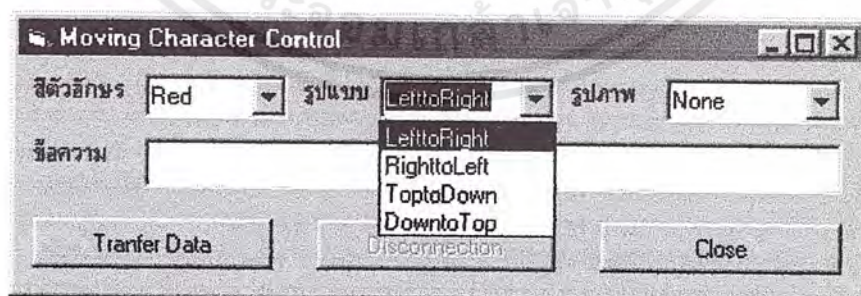 Moving Character Control
สีตัวอักษร Red รูปแบบ LefttoRight รูปภาพ None
LefttoRight
ข้อความ
RighttoLeft
ToptoDown
DowntoTop
Tranfer Data Disconnection Close